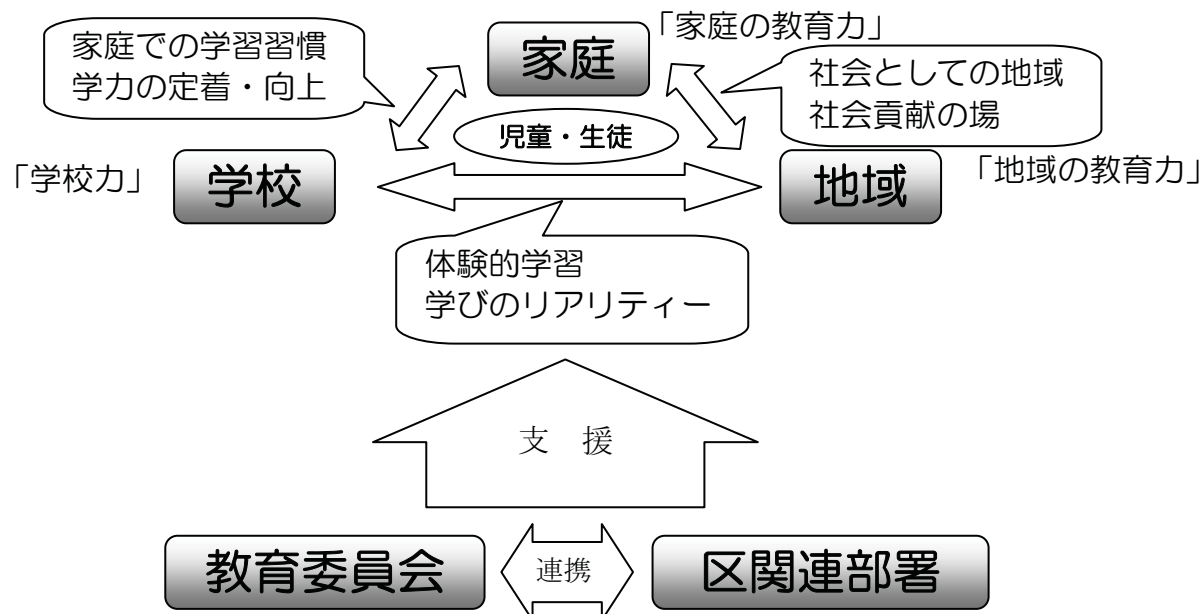 家庭での学習習慣
学力の定着・向上
家庭
「家庭の教育力」
社会としての地域
社会貢献の場
児童・生徒
「学校力」
学校
地域
「地域の教育力」
体験的学習
学びのリアリティー
支　援
教育委員会
連携
区関連部署